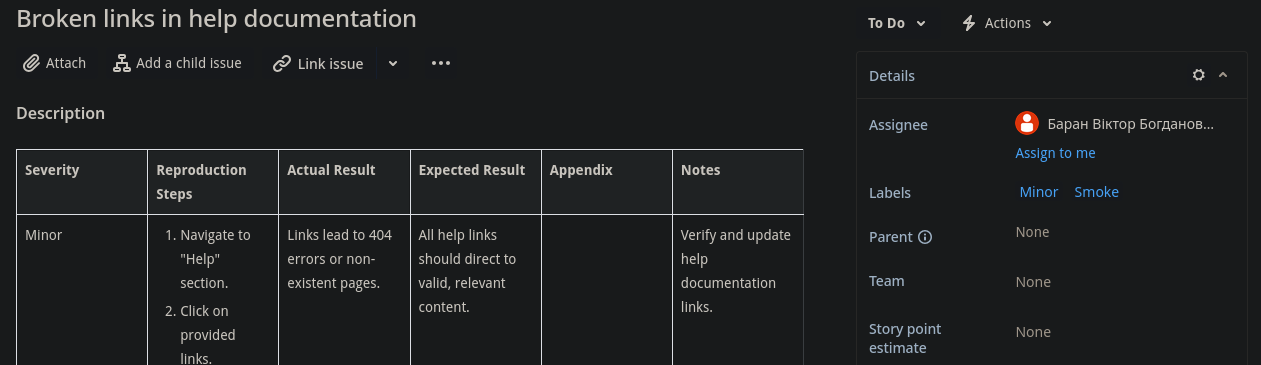 Broken links in help documentation
To Do
Actions
Attach
Add a child issue
Link issue
Description
Severity
Reproduction
Steps
Actual Result
Expected Result
Appendix
Notes
Minor
1. Navigate to
"Help"
section.
2. Click on
provided
links.
Links lead to 404
errors or non-
existent pages.
All help links
should direct to
valid, relevant
content.
Verify and update
help
documentation
links.
Details
Assignee
Баран Віктор Богданов...
Assign to me
Labels
Minor Smoke
Parent
None
Team
None
Story point
estimate
None